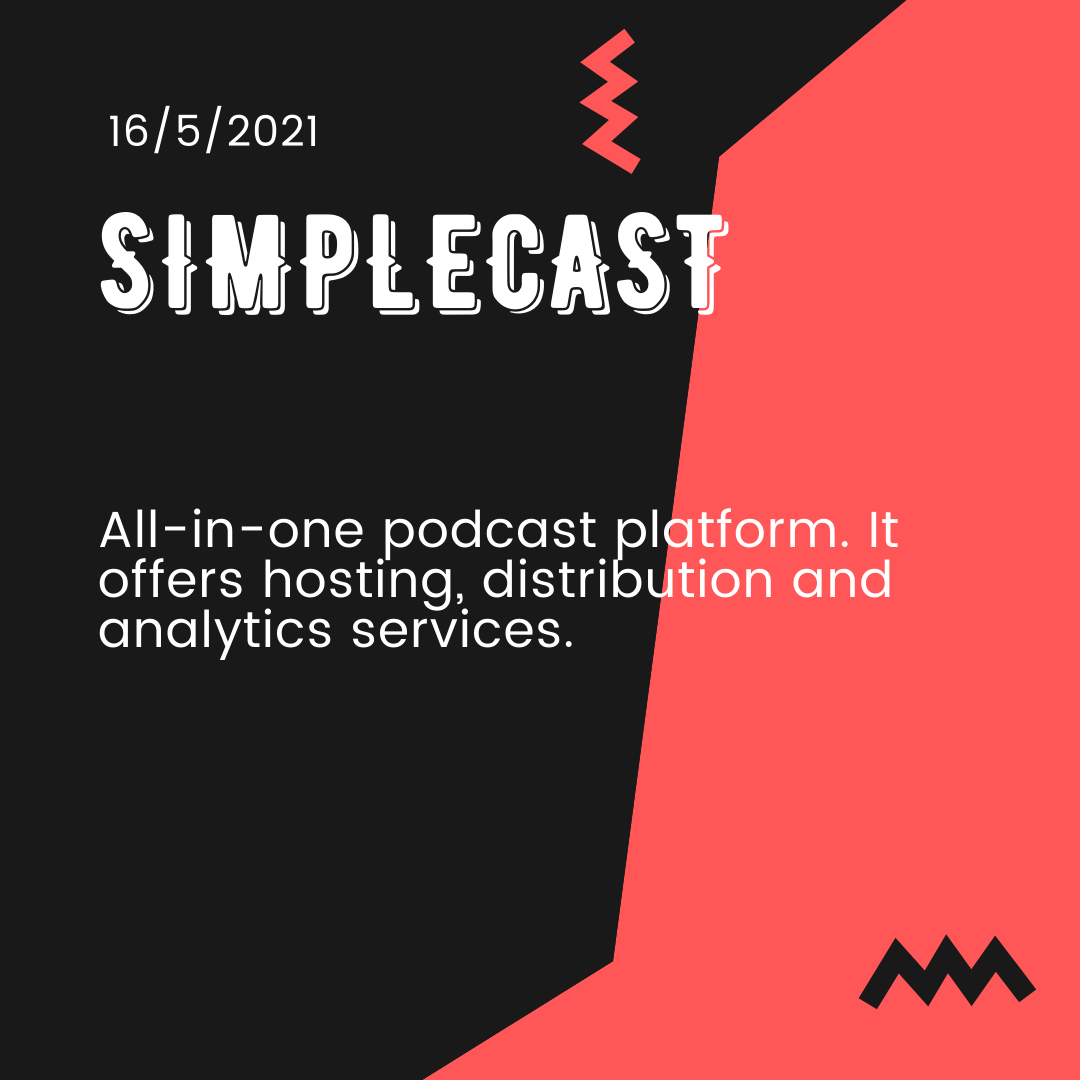 16/5/2021
SIMPLECAST
All-in-one podcast platform. It
offers hosting, distribution and
analytics services.